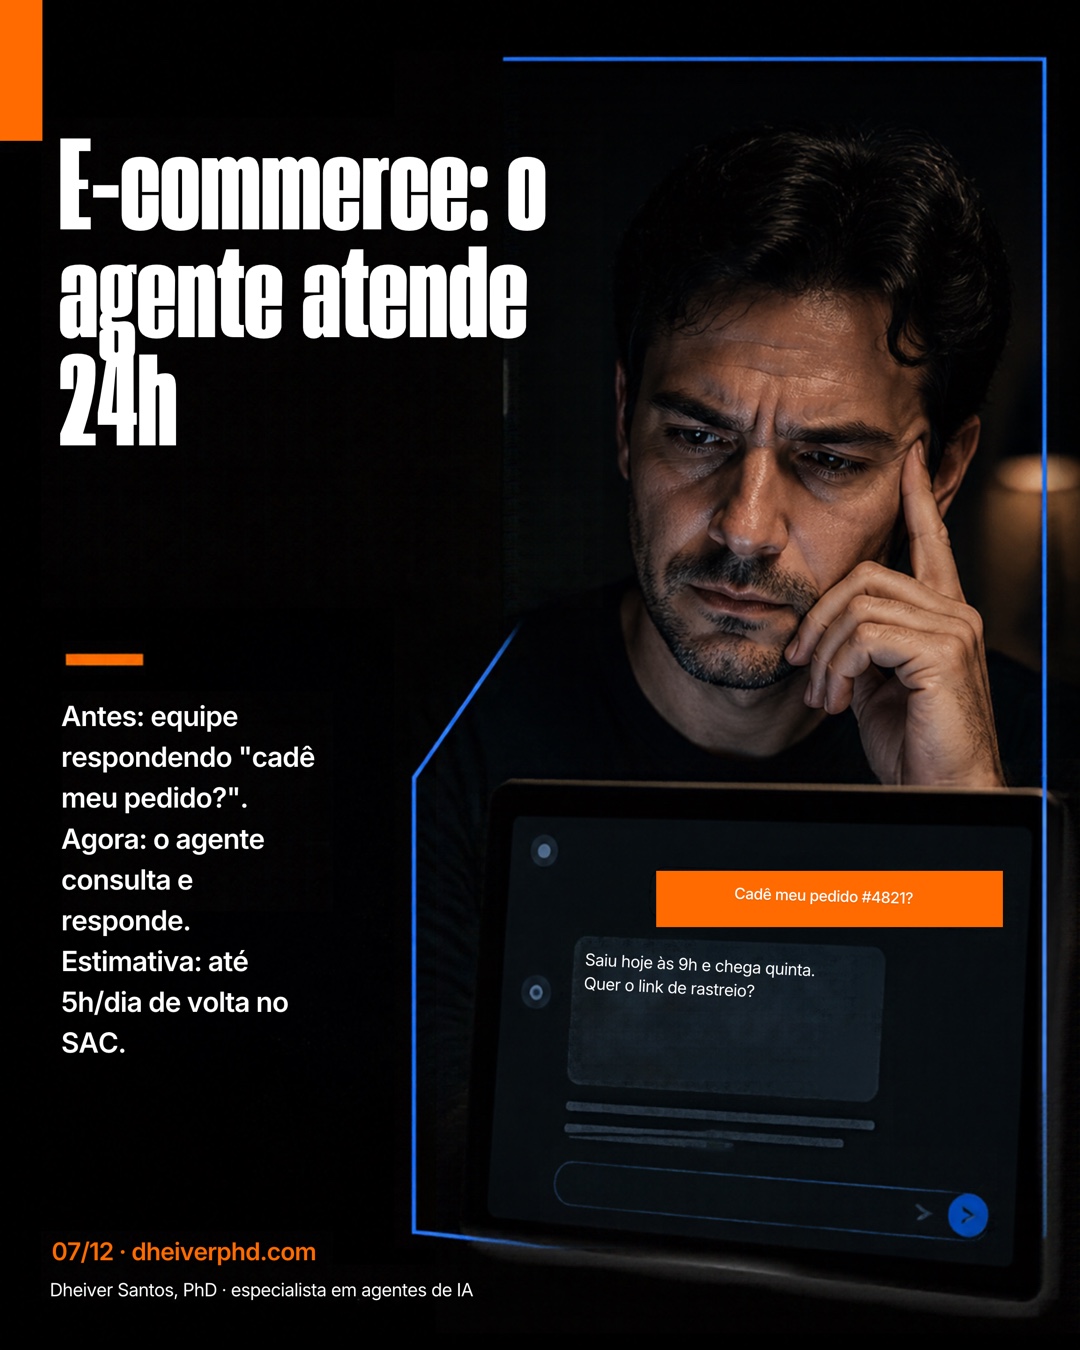 E-commerce: o
agente atende
24h
Antes: equipe
respondendo "cadê
meu pedido?".
Agora: o agente
consulta e
responde.
Estimativa: até
5h/dia de volta no
SAC.
Cadê meu pedido #4821?
Saiu hoje às 9h e chega quinta.
Quer o link de rastreio?
07/12 · dheiverphd.com
Dheiver Santos, PhD · especialista em agentes de IA